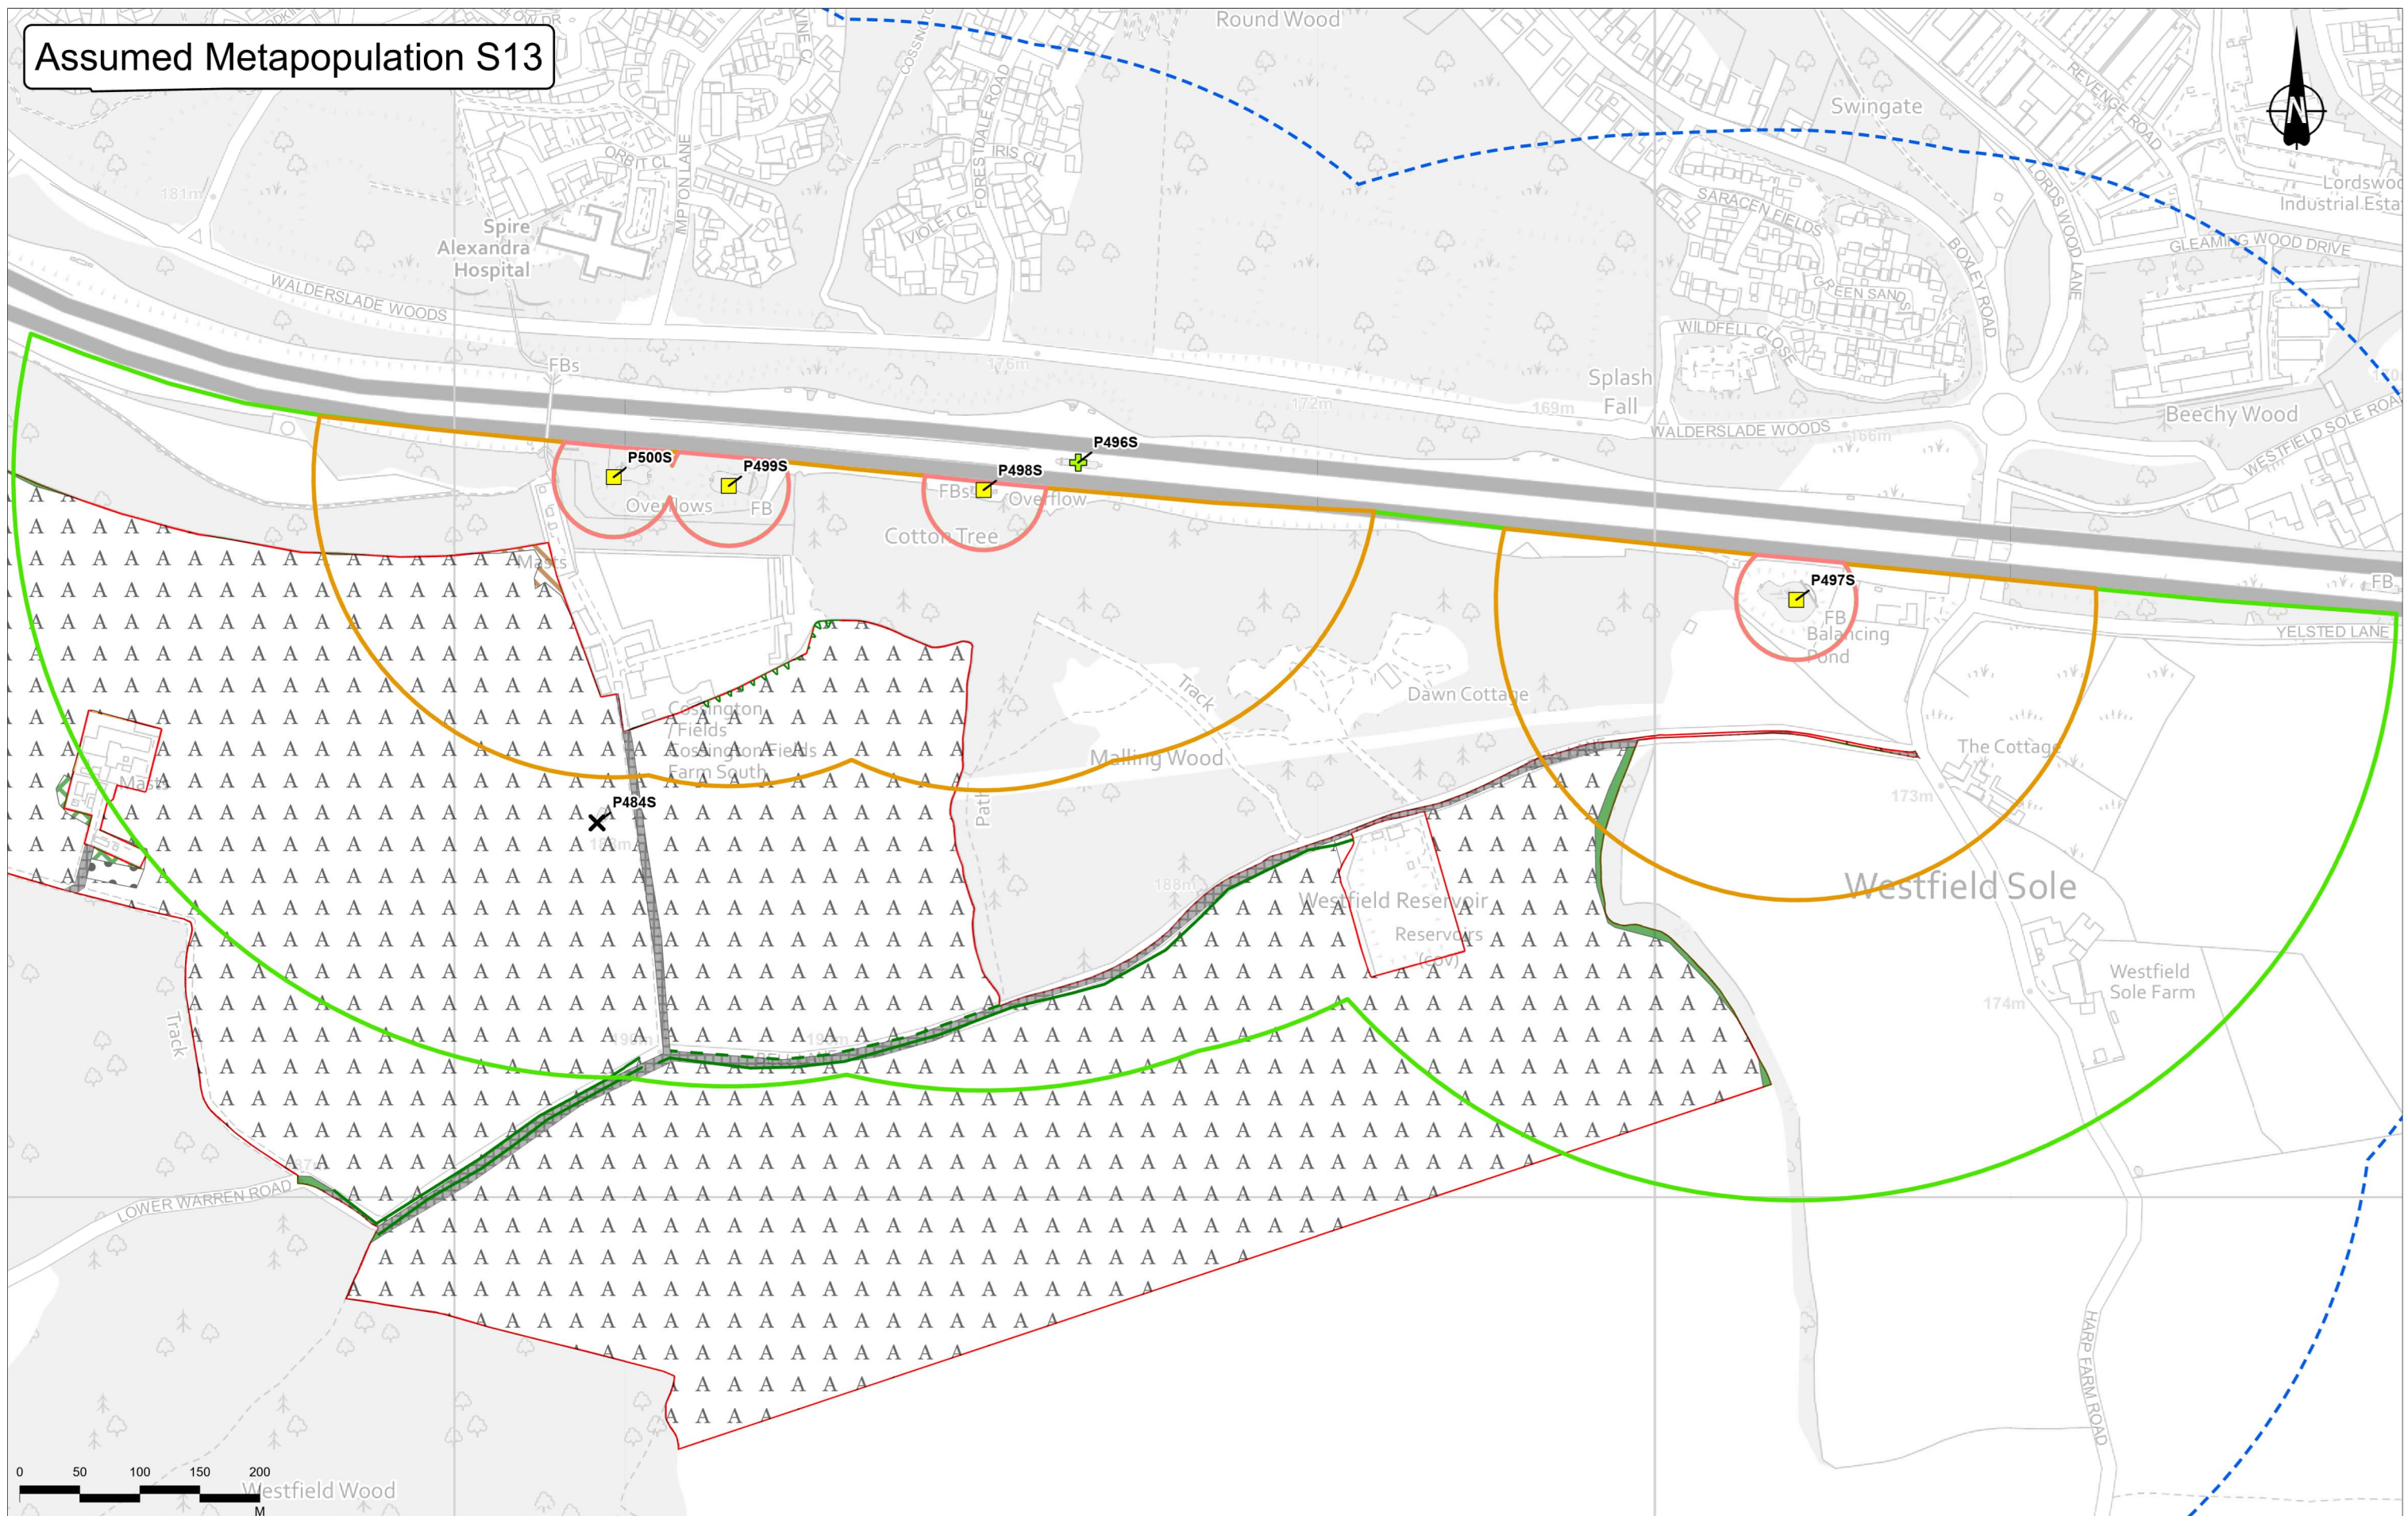 Assumed Metapopulation S13
Round Wood
Swingate
REVENGE ROAD
IRIS CL
ORBIT CL
FORESTDALE ROAD
LORDS WOOD LANE
181m
SARACEN FIELDS
Spire
Alexandra
Hospital
VIOLET CL
BOXLEY ROAD
GLEAMING WOOD DRIVE
N
WALDERSLADE WOODS
GREEN SANDS
WILDFELL CLOSE
FBs
176m
Splash
Fall
172m
169m
WALDERSLADE WOODS
166m
Beechy Wood
WESTFIELD SOLE ROA
P496S
P500S
P499S
P498S
Overflows
FB
FBs
Overflow
Cotton Tree
Masts
P497S
FB
FB
Balancing
Pond
YELSTED LANE
Track
Dawn Cottage
Cossington
Fields
Cossington Fields
Farm South
Malling Wood
The Cottage
Masts
Path
P484S
173m
188m
Westfield Sole
Westfield Reservoir
Reservoirs
(cov)
Westfield
Sole Farm
174m
Track
LOWER WARREN ROAD
HARP FARM ROAD
0 50 100 150 200
M
Westfield Wood